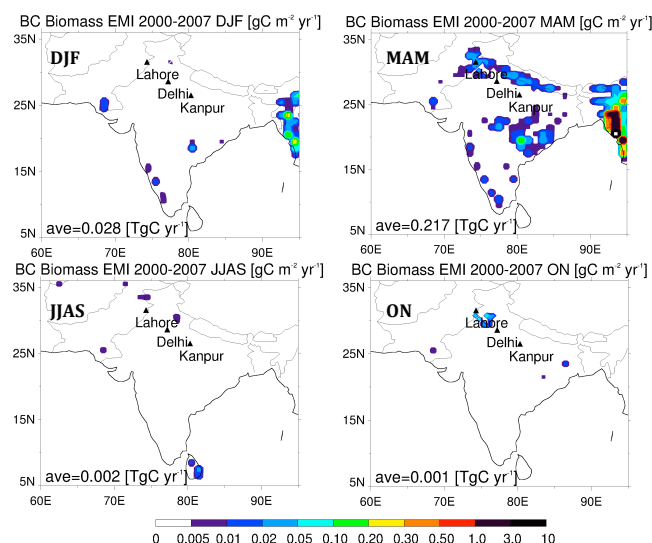 BC Biomass EMI 2000-2007 DJF [gC m⁻² yr⁻¹]
35N
25N
15N
5N
DJF
Lahore
Delhi
Kanpur
ave=0.028 [TgC yr⁻¹]
60E 70E 80E 90E
BC Biomass EMI 2000-2007 MAM [gC m⁻² yr⁻¹]
35N
25N
15N
5N
MAM
Lahore
Delhi
Kanpur
ave=0.217 [TgC yr⁻¹]
60E 70E 80E 90E
BC Biomass EMI 2000-2007 JJAS [gC m⁻² yr⁻¹]
35N
25N
15N
5N
JJAS
Lahore
Delhi
Kanpur
ave=0.002 [TgC yr⁻¹]
60E 70E 80E 90E
BC Biomass EMI 2000-2007 ON [gC m⁻² yr⁻¹]
35N
25N
15N
5N
ON
Lahore
Delhi
Kanpur
ave=0.001 [TgC yr⁻¹]
60E 70E 80E 90E
0 0.005 0.01 0.02 0.05 0.10 0.20 0.30 0.50 1.0 3.0 10